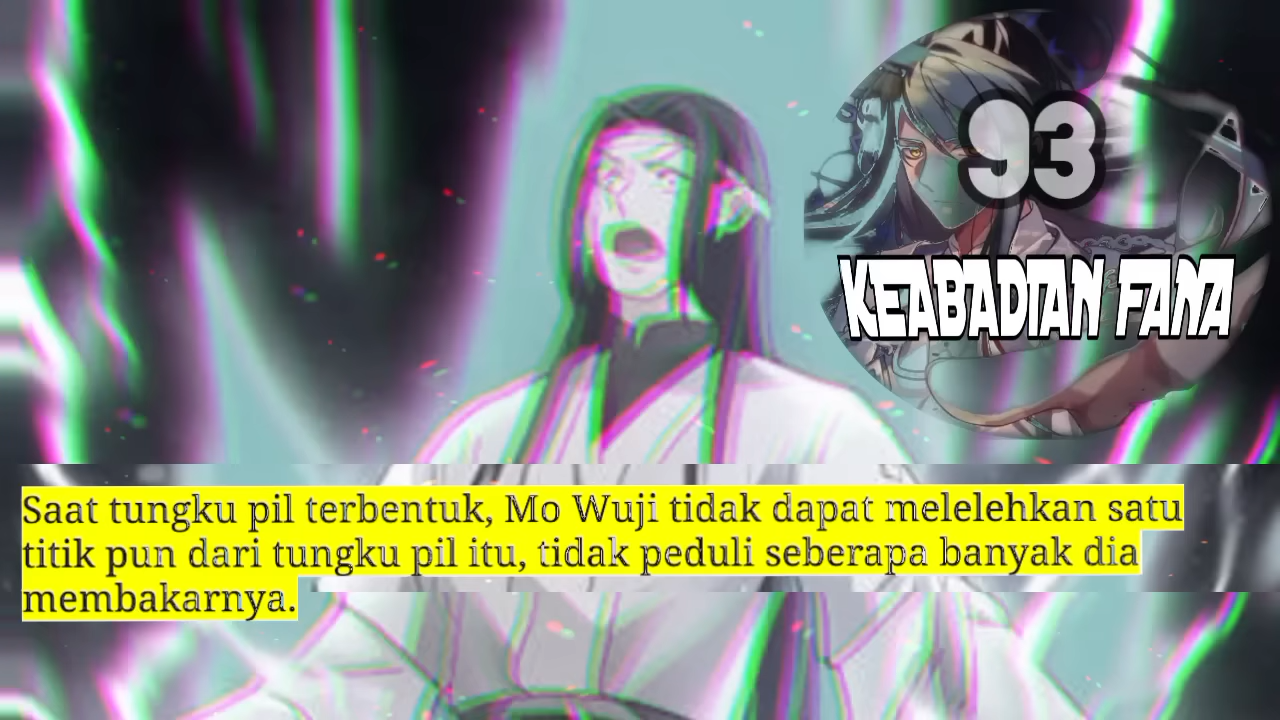 93
KEABADIAN FANA
Saat tungku pil terbentuk, Mo Wuji tidak dapat melelehkan satu
titik pun dari tungku pil itu, tidak peduli seberapa banyak dia
membakarnya.